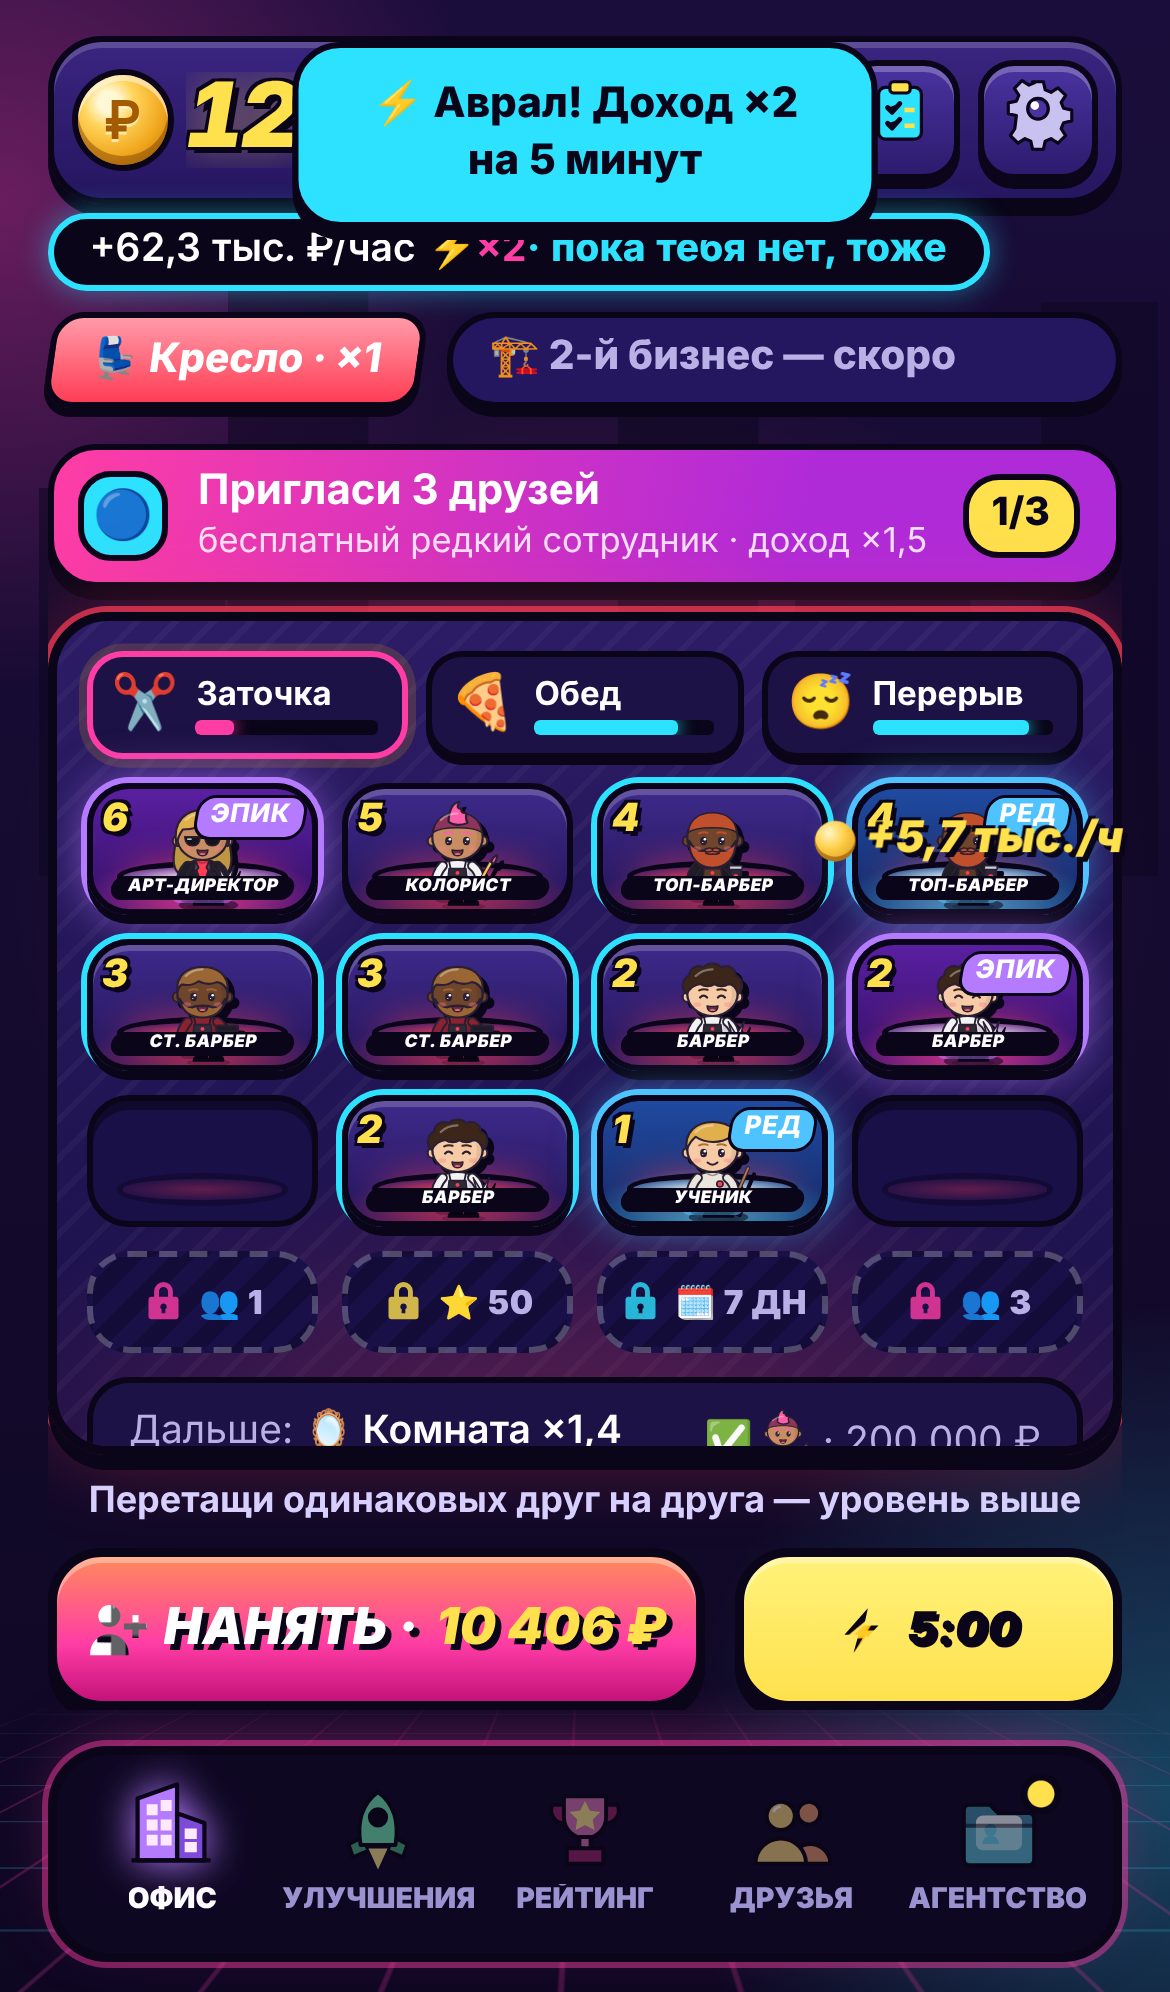 ₽ 12
⚡ Аврал! Доход ×2
на 5 минут
+62,3 тыс. ₽/час ⚡×2· пока тебя нет, тоже
Кресло · ×1
2-й бизнес — скоро
Пригласи 3 друзей
бесплатный редкий сотрудник · доход ×1,5
1/3
Заточка
Обед
Перерыв
6 ЭПИК
АРТ-ДИРЕКТОР
5
КОЛОРИСТ
4
ТОП-БАРБЕР
4 РЕД
+5,7 тыс./ч
ТОП-БАРБЕР
3
СТ. БАРБЕР
3
СТ. БАРБЕР
2
БАРБЕР
2 ЭПИК
БАРБЕР
2
БАРБЕР
1 РЕД
УЧЕНИК
1
50
7 ДН
3
Дальше: Комната ×1,4
· 200 000 ₽
Перетащи одинаковых друг на друга — уровень выше
НАНЯТЬ · 10 406 ₽
⚡ 5:00
ОФИС
УЛУЧШЕНИЯ
РЕЙТИНГ
ДРУЗЬЯ
АГЕНТСТВО